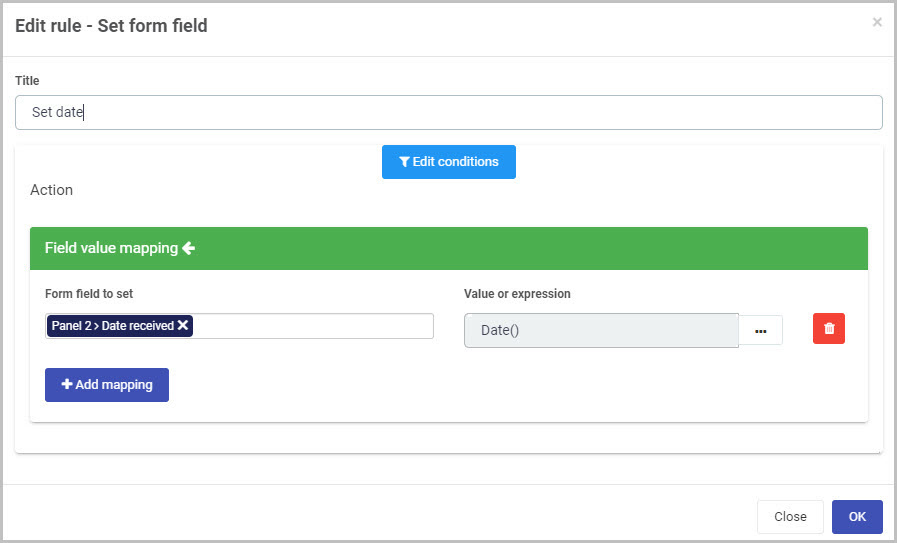 Edit rule - Set form field
×
Title
Set date
Edit conditions
Action
Field value mapping
Form field to set
Value or expression
Panel 2 > Date received
Date()
...
Add mapping
Close
OK